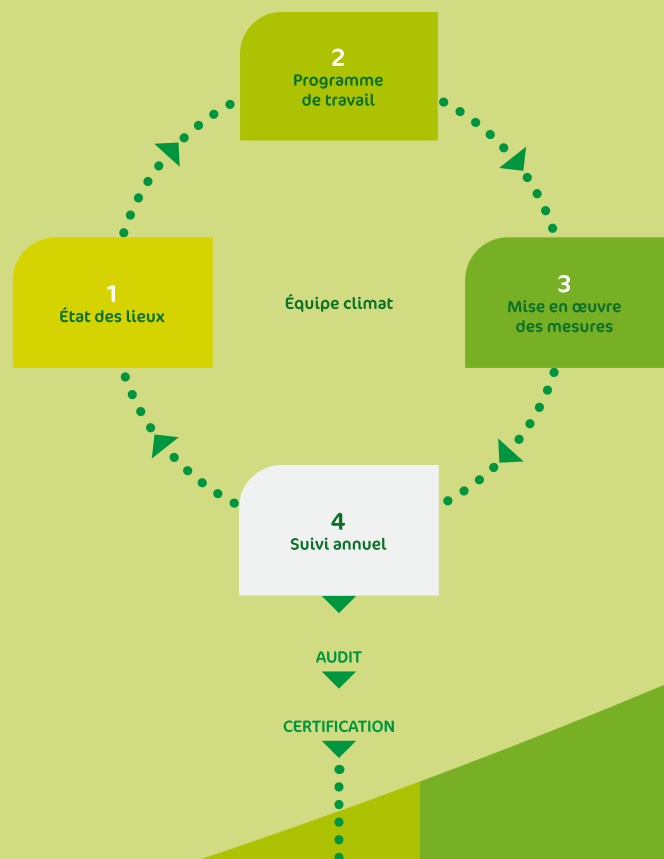 2
Programme
de travail
1
État des lieux
Équipe climat
3
Mise en œuvre
des mesures
4
Suivi annuel
AUDIT
CERTIFICATION